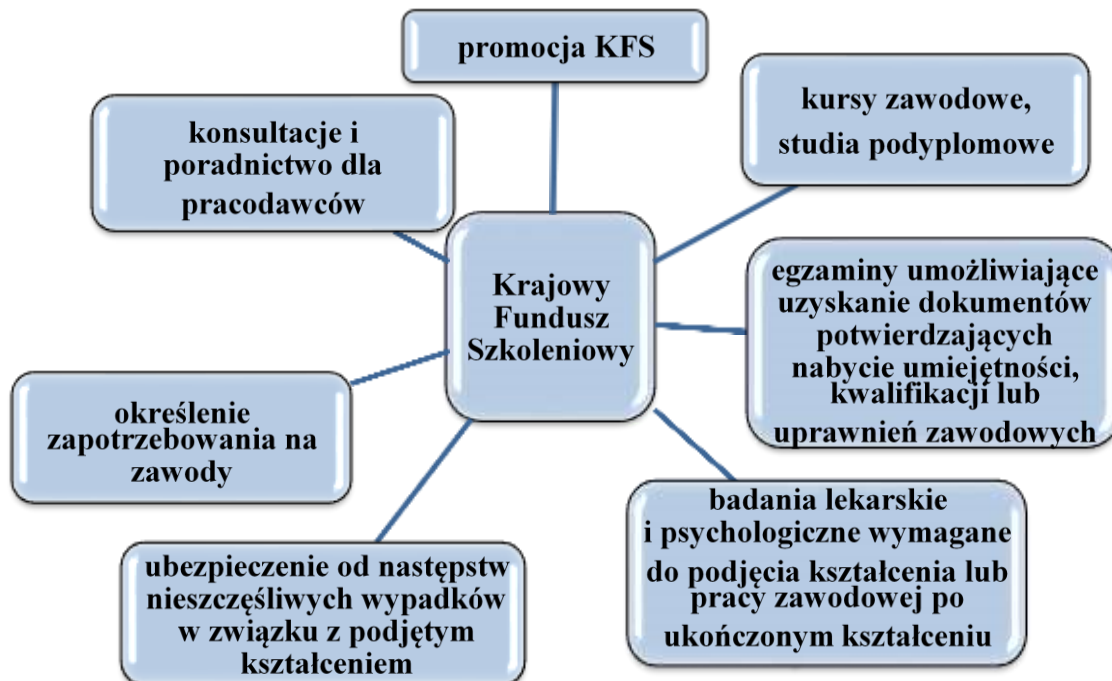 promocja KFS
konsultacje i
poradnictwo dla
pracodawców
kursy zawodowe,
studia podyplomowe
Krajowy
Fundusz
Szkoleniowy
egzaminy umożliwiające
uzyskanie dokumentów
potwierdzających
nabycie umiejętności,
kwalifikacji lub
uprawnień zawodowych
określenie
zapotrzebowania na
zawody
ubezpieczenie od następstw
nieszczęśliwych wypadków
w związku z podjętym
kształceniem
badania lekarskie
i psychologiczne wymagane
do podjęcia kształcenia lub
pracy zawodowej po
ukończonym kształceniu